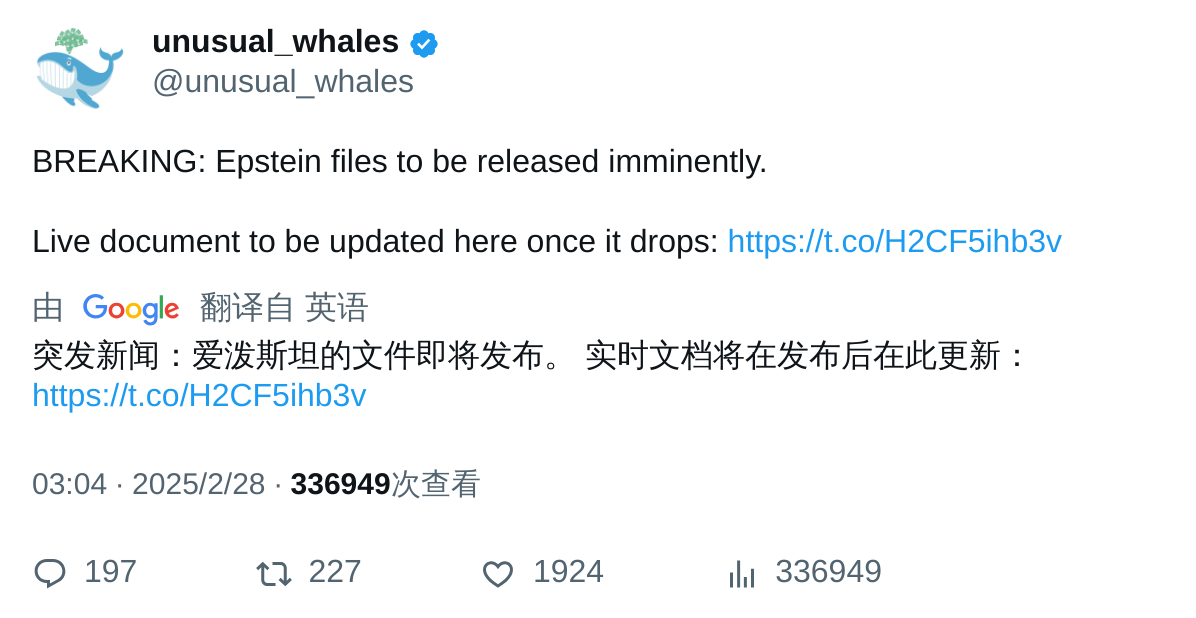 unusual_whales
@unusual_whales
BREAKING: Epstein files to be released imminently.
Live document to be updated here once it drops: https://t.co/H2CF5ihb3v
由 Google 翻译自 英语
突发新闻：爱泼斯坦的文件即将发布。 实时文档将在发布后在此更新：
https://t.co/H2CF5ihb3v
03:04 · 2025/2/28 · 336949次查看
197 227 1924 336949